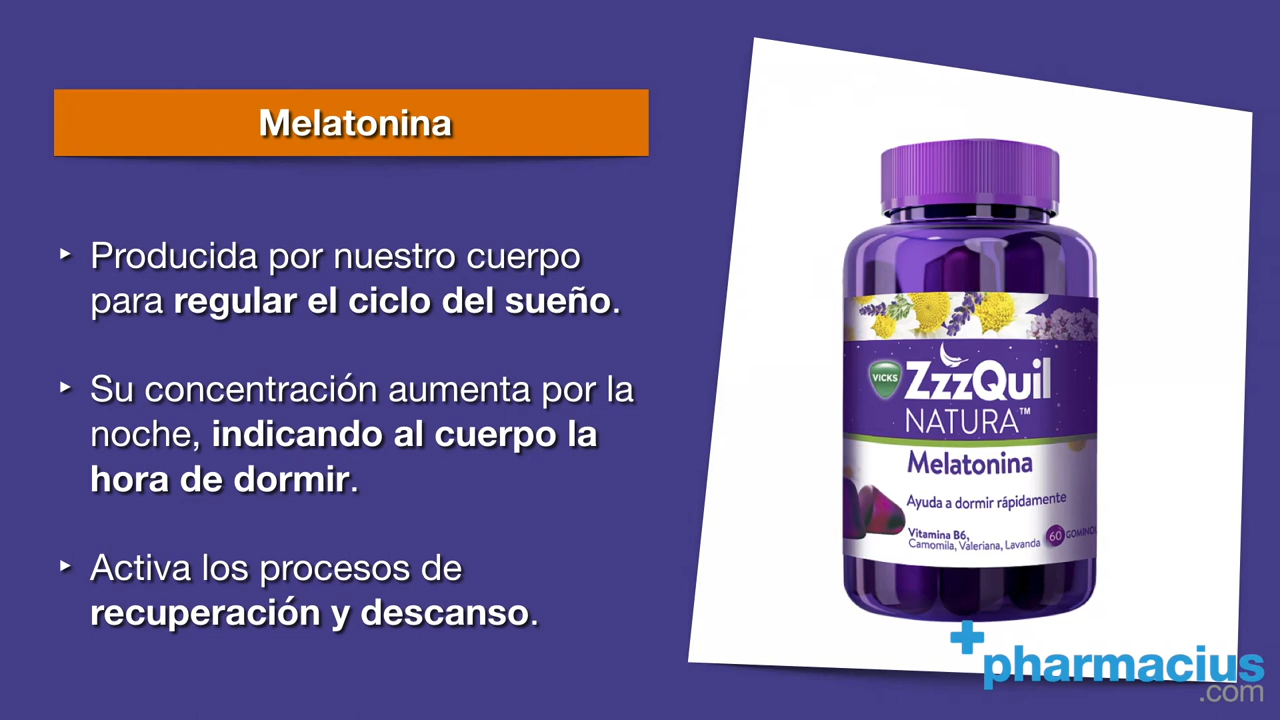 Melatonina
‣ Producida por nuestro cuerpo
para regular el ciclo del sueño.
‣ Su concentración aumenta por la
noche, indicando al cuerpo la
hora de dormir.
‣ Activa los procesos de
recuperación y descanso.
VICKS
ZzzQuil
NATURA™
Melatonina
Ayuda a dormir rápidamente
Vitamina B6,
Camomila, Valeriana, Lavanda
60
pharmacius
.com